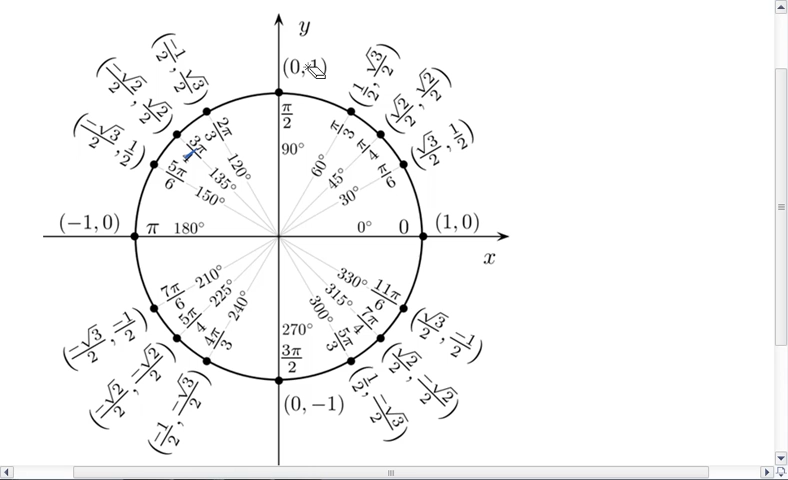 y
(0, 1)
(-1/2, √3/2)
(1/2, √3/2)
(-√2/2, √2/2)
(√2/2, √2/2)
(-√3/2, 1/2)
(√3/2, 1/2)
π/2
2π/3
π/3
3π/4
π/4
5π/6
π/6
90°
120°
60°
135°
45°
150°
30°
(-1, 0)
π
180°
0°
0
(1, 0)
x
210°
330°
7π/6
11π/6
225°
315°
5π/4
7π/4
240°
300°
4π/3
5π/3
270°
3π/2
(-√3/2, -1/2)
(√3/2, -1/2)
(-√2/2, -√2/2)
(√2/2, -√2/2)
(-1/2, -√3/2)
(1/2, -√3/2)
(0, -1)